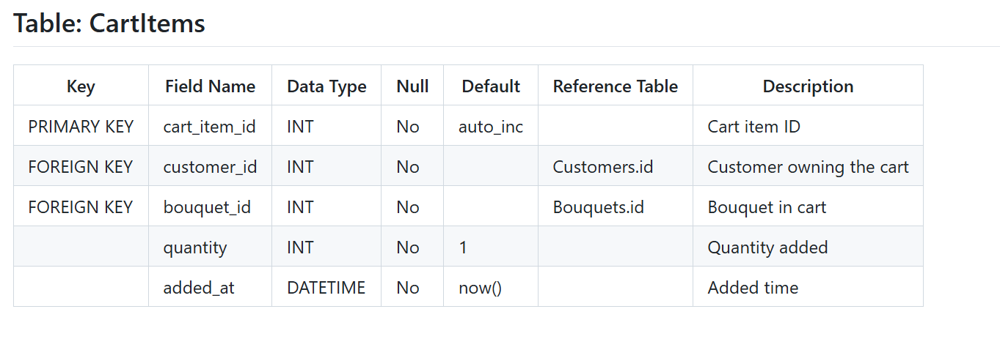 Table: CartItems
Key Field Name Data Type Null Default Reference Table Description
PRIMARY KEY cart_item_id INT No auto_inc Cart item ID
FOREIGN KEY customer_id INT No Customers.id Customer owning the cart
FOREIGN KEY bouquet_id INT No Bouquets.id Bouquet in cart
quantity INT No 1 Quantity added
added_at DATETIME No now() Added time